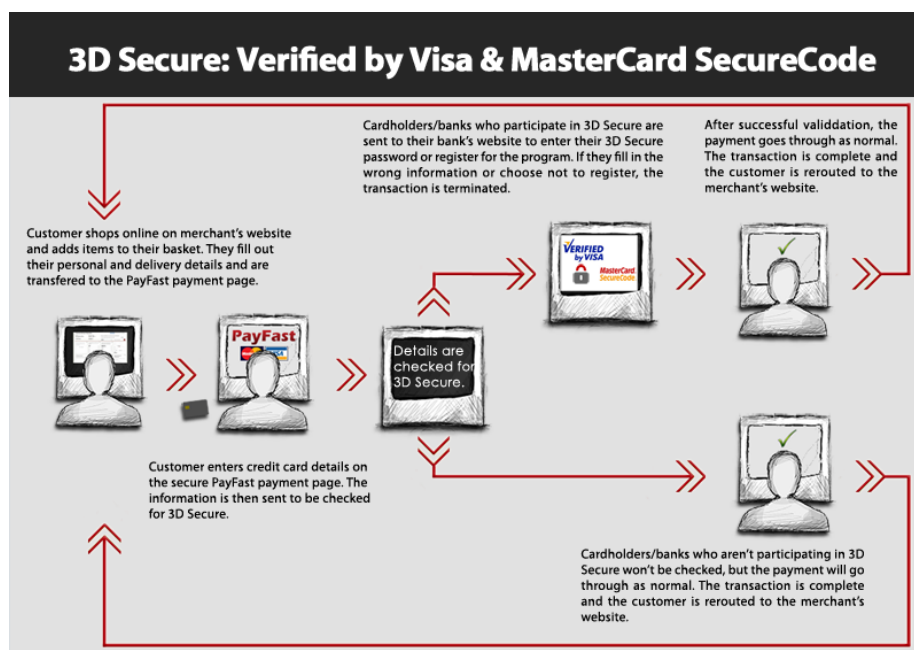 3D Secure: Verified by Visa & MasterCard SecureCode
Cardholders/banks who participate in 3D Secure are
sent to their bank's website to enter their 3D Secure
password or register for the program. If they fill in the
wrong information or choose not to register, the
transaction is terminated.
After successful validdation, the
payment goes through as normal.
The transaction is complete and
the customer is rerouted to the
merchant's website.
Customer shops online on merchant's website
and adds items to their basket. They fill out
their personal and delivery details and are
transfered to the PayFast payment page.
VERIFIED
by VISA
MasterCard
SecureCode
PayFast
MasterCard
VISA
Details are
checked for
3D Secure.
Customer enters credit card details on
the secure PayFast payment page. The
information is then sent to be checked
for 3D Secure.
Cardholders/banks who aren't participating in 3D
Secure won't be checked, but the payment will go
through as normal. The transaction is complete
and the customer is rerouted to the merchant's
website.